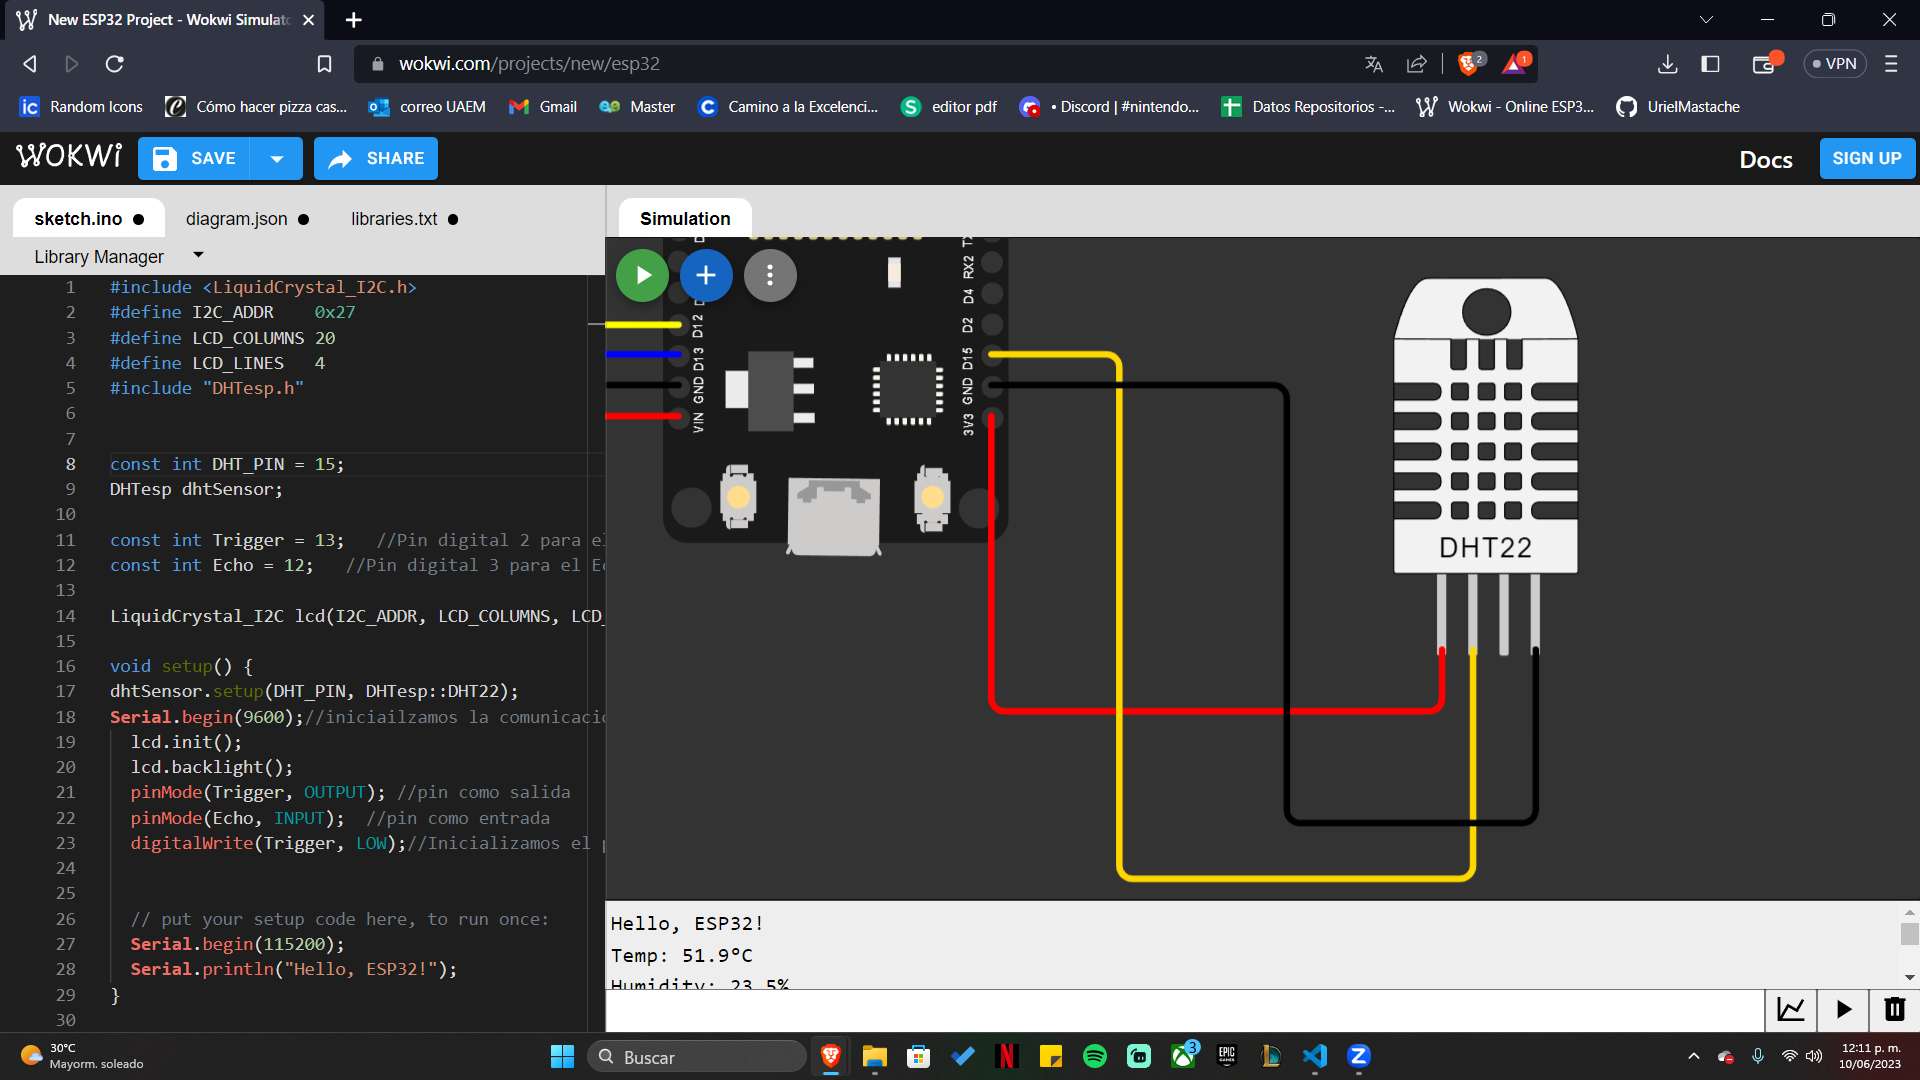 New ESP32 Project - Wokwi Simulat
wokwi.com/projects/new/esp32
2
1
VPN
Random Icons
Cómo hacer pizza cas...
correo UAEM
Gmail
Master
Camino a la Excelenci...
editor pdf
• Discord | #nintendo...
Datos Repositorios -...
Wokwi - Online ESP3...
UrielMastache
WOKWi
SAVE
SHARE
Docs
SIGN UP
sketch.ino ●
diagram.json ●
libraries.txt ●
Library Manager
Simulation
1 #include <LiquidCrystal_I2C.h>
2 #define I2C_ADDR    0x27
3 #define LCD_COLUMNS 20
4 #define LCD_LINES   4
5 #include "DHTesp.h"
6
7
8 const int DHT_PIN = 15;
9 DHTesp dhtSensor;
10
11 const int Trigger = 13;   //Pin digital 2 para el
12 const int Echo = 12;   //Pin digital 3 para el Ec
13
14 LiquidCrystal_I2C lcd(I2C_ADDR, LCD_COLUMNS, LCD_
15
16 void setup() {
17 dhtSensor.setup(DHT_PIN, DHTesp::DHT22);
18 Serial.begin(9600);//iniciailzamos la comunicació
19   lcd.init();
20   lcd.backlight();
21   pinMode(Trigger, OUTPUT); //pin como salida
22   pinMode(Echo, INPUT);  //pin como entrada
23   digitalWrite(Trigger, LOW);//Inicializamos el p
24
25
26   // put your setup code here, to run once:
27   Serial.begin(115200);
28   Serial.println("Hello, ESP32!");
29 }
30
D12
D13
GND
VIN
RX2
D4
D2
D15
GND
3V3
DHT22
Hello, ESP32!
Temp: 51.9°C
Humidity: 23.5%
30°C
Mayorm. soleado
Buscar
3
EPIC
GAMES
12:11 p. m.
10/06/2023